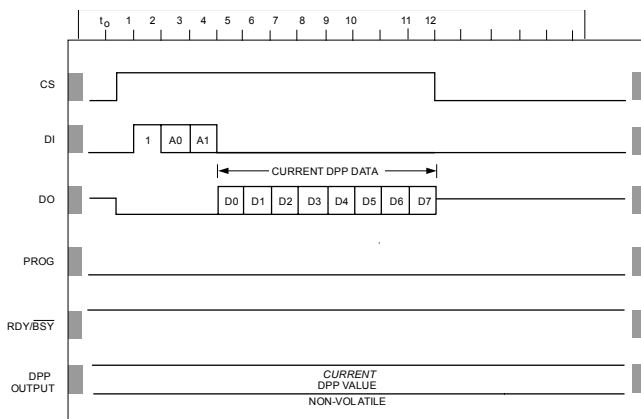 to 1 2 3 4 5 6 7 8 9 10 11 12
CS
DI 1 A0 A1
CURRENT DPP DATA
DO D0 D1 D2 D3 D4 D5 D6 D7
PROG
RDY/BSY
DPP OUTPUT
CURRENT
DPP VALUE
NON-VOLATILE